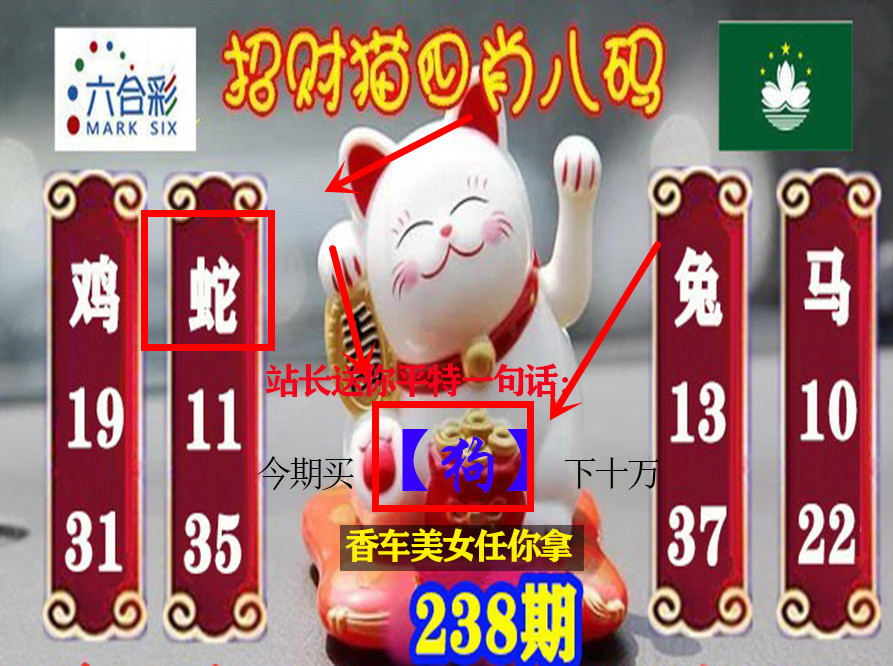 招财猫四肖八码
六合彩
MARK SIX
鸡
19
31
蛇
11
35
兔
13
37
马
10
22
站长送你平特一句话：
今期买【狗】下十万
香车美女任你拿
238期